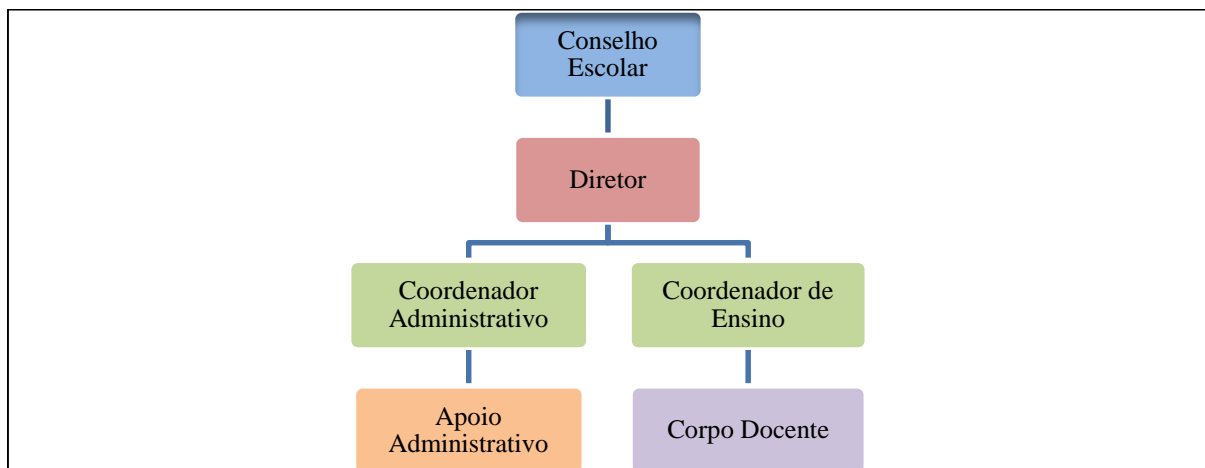 Conselho
Escolar
Diretor
Coordenador
Administrativo
Coordenador de
Ensino
Apoio
Administrativo
Corpo Docente